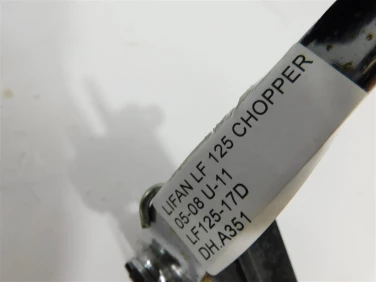 LIFAN LF 125 CHOPPER
05-08 U-11
LF125-17D
DH.A351